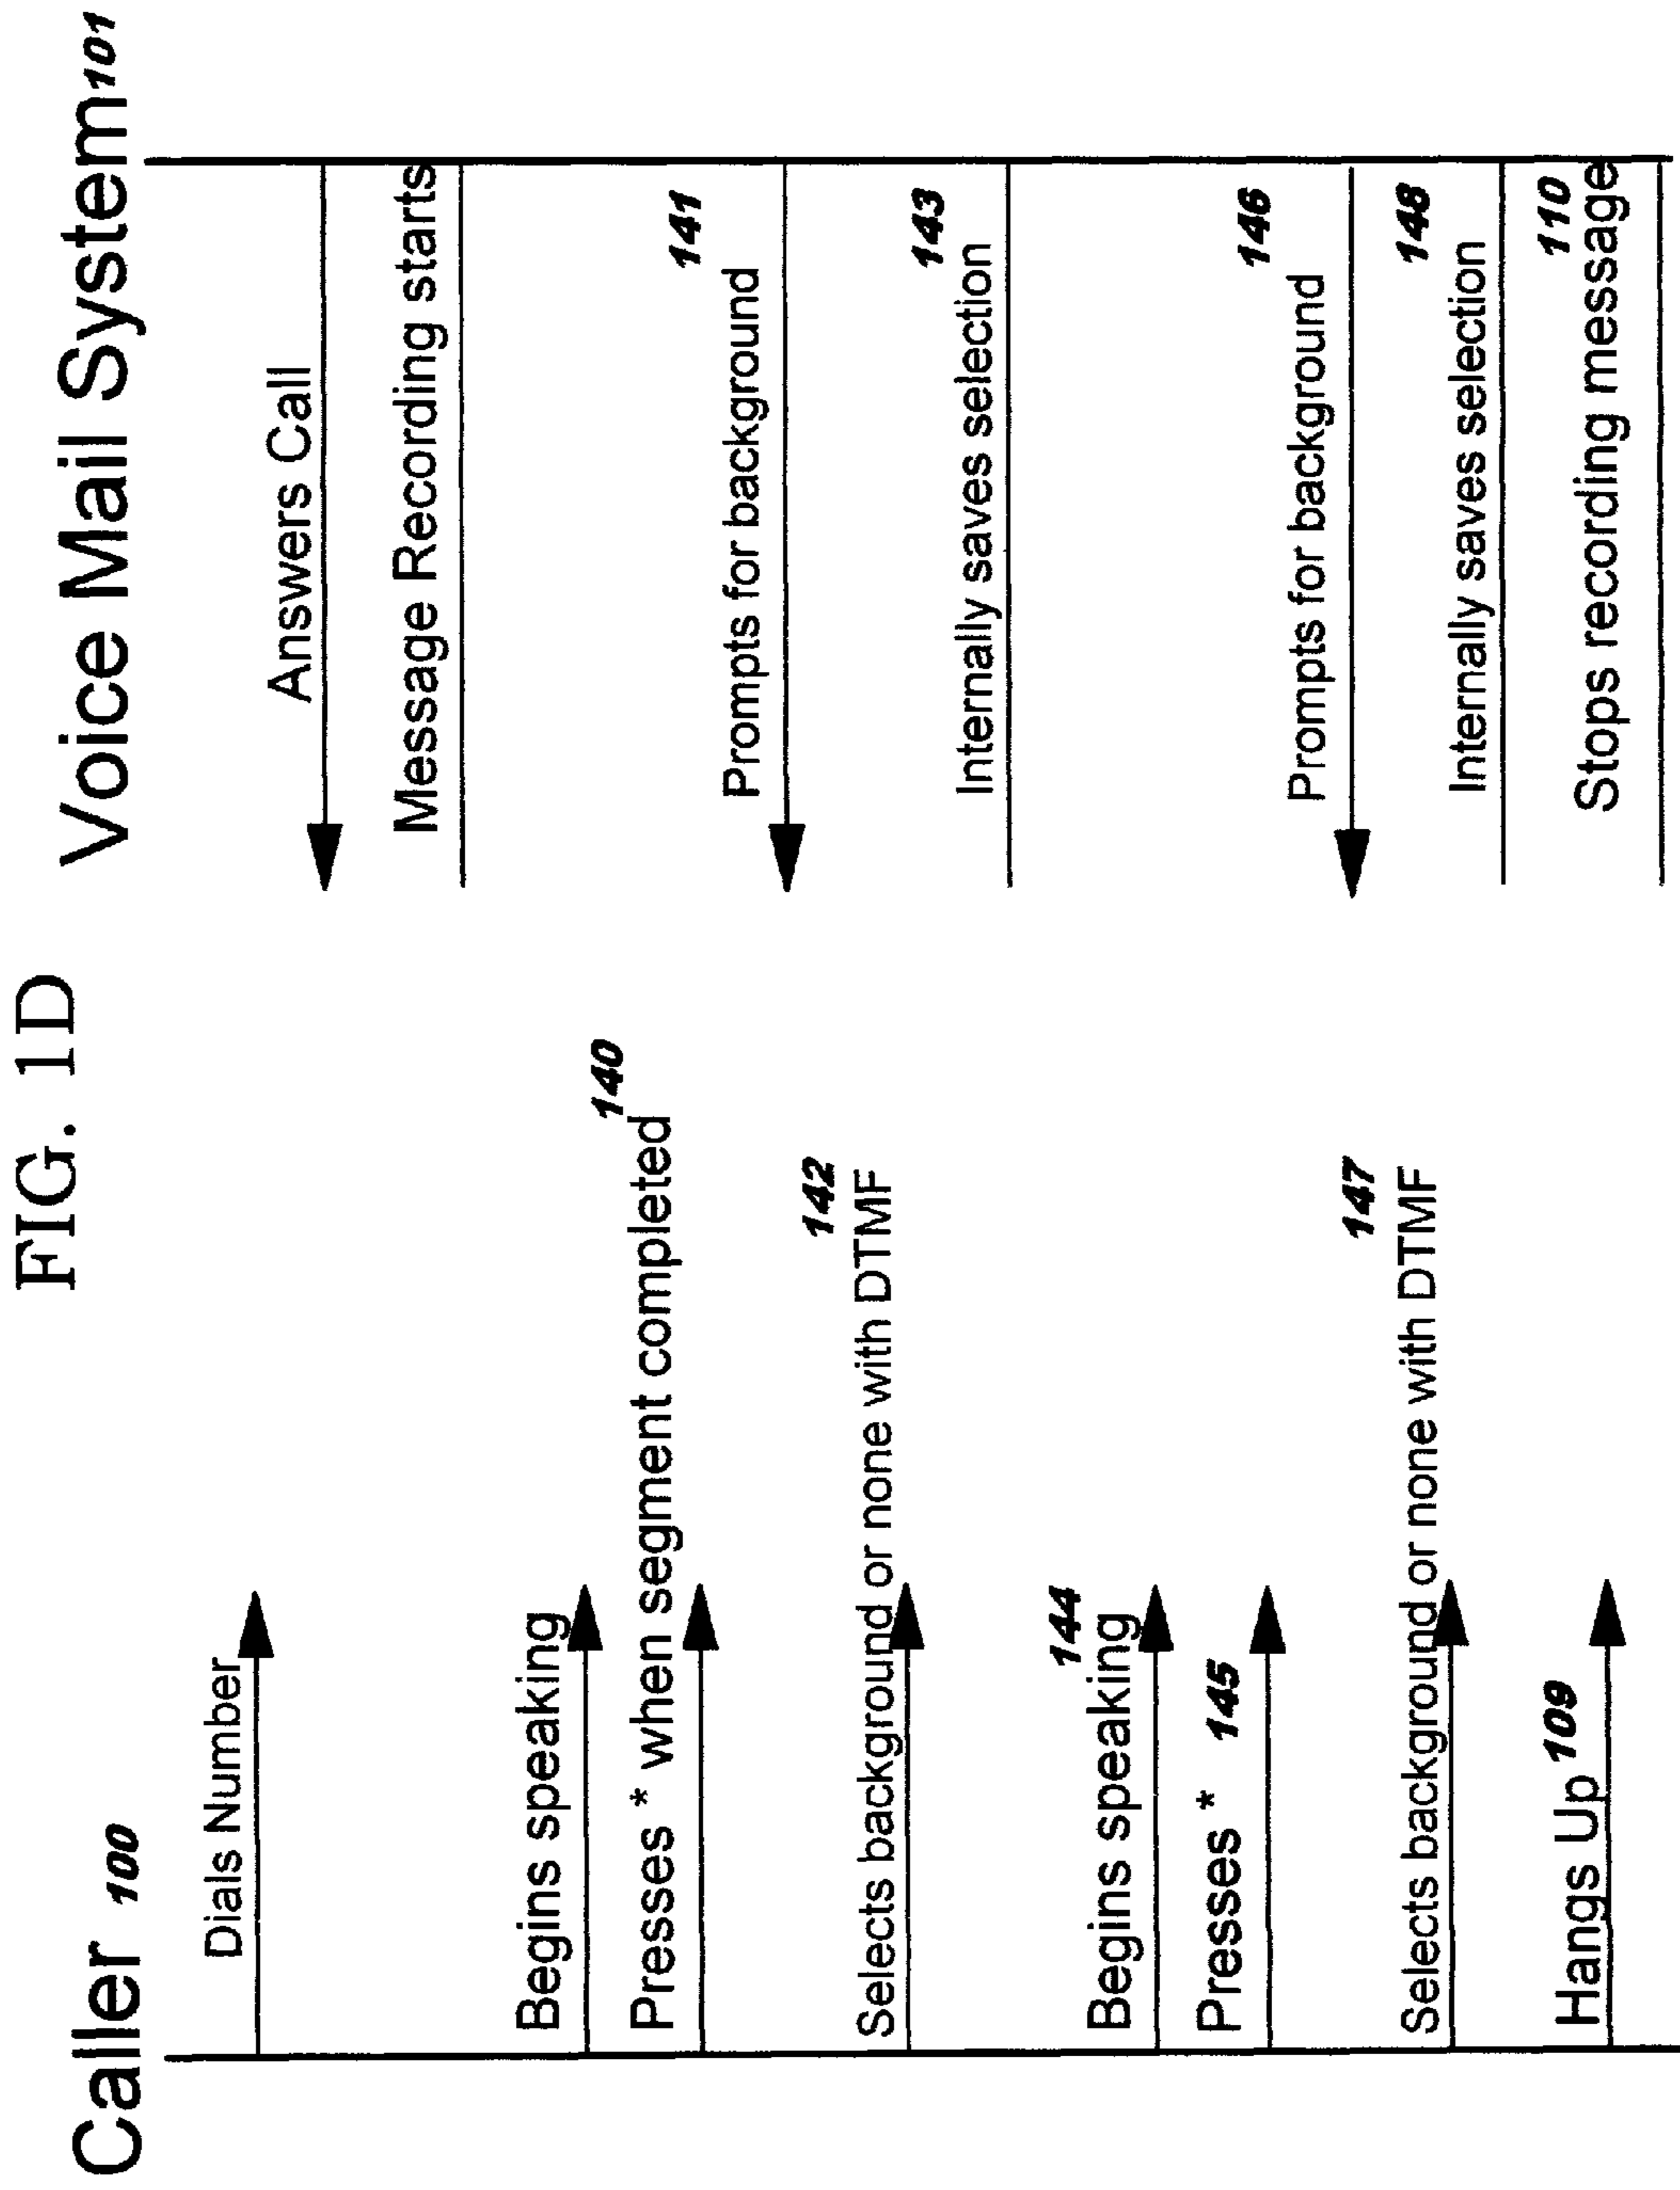 FIG. 1D
Caller 100
Voice Mail System 101
Dials Number
Answers Call
Message Recording starts
Begins speaking
140
Presses * when segment completed
141
Prompts for background
142
Selects background or none with DTMF
143
Internally saves selection
144
Begins speaking
Presses * 145
146
Prompts for background
147
Selects background or none with DTMF
148
Internally saves selection
Hangs Up 109
110
Stops recording message